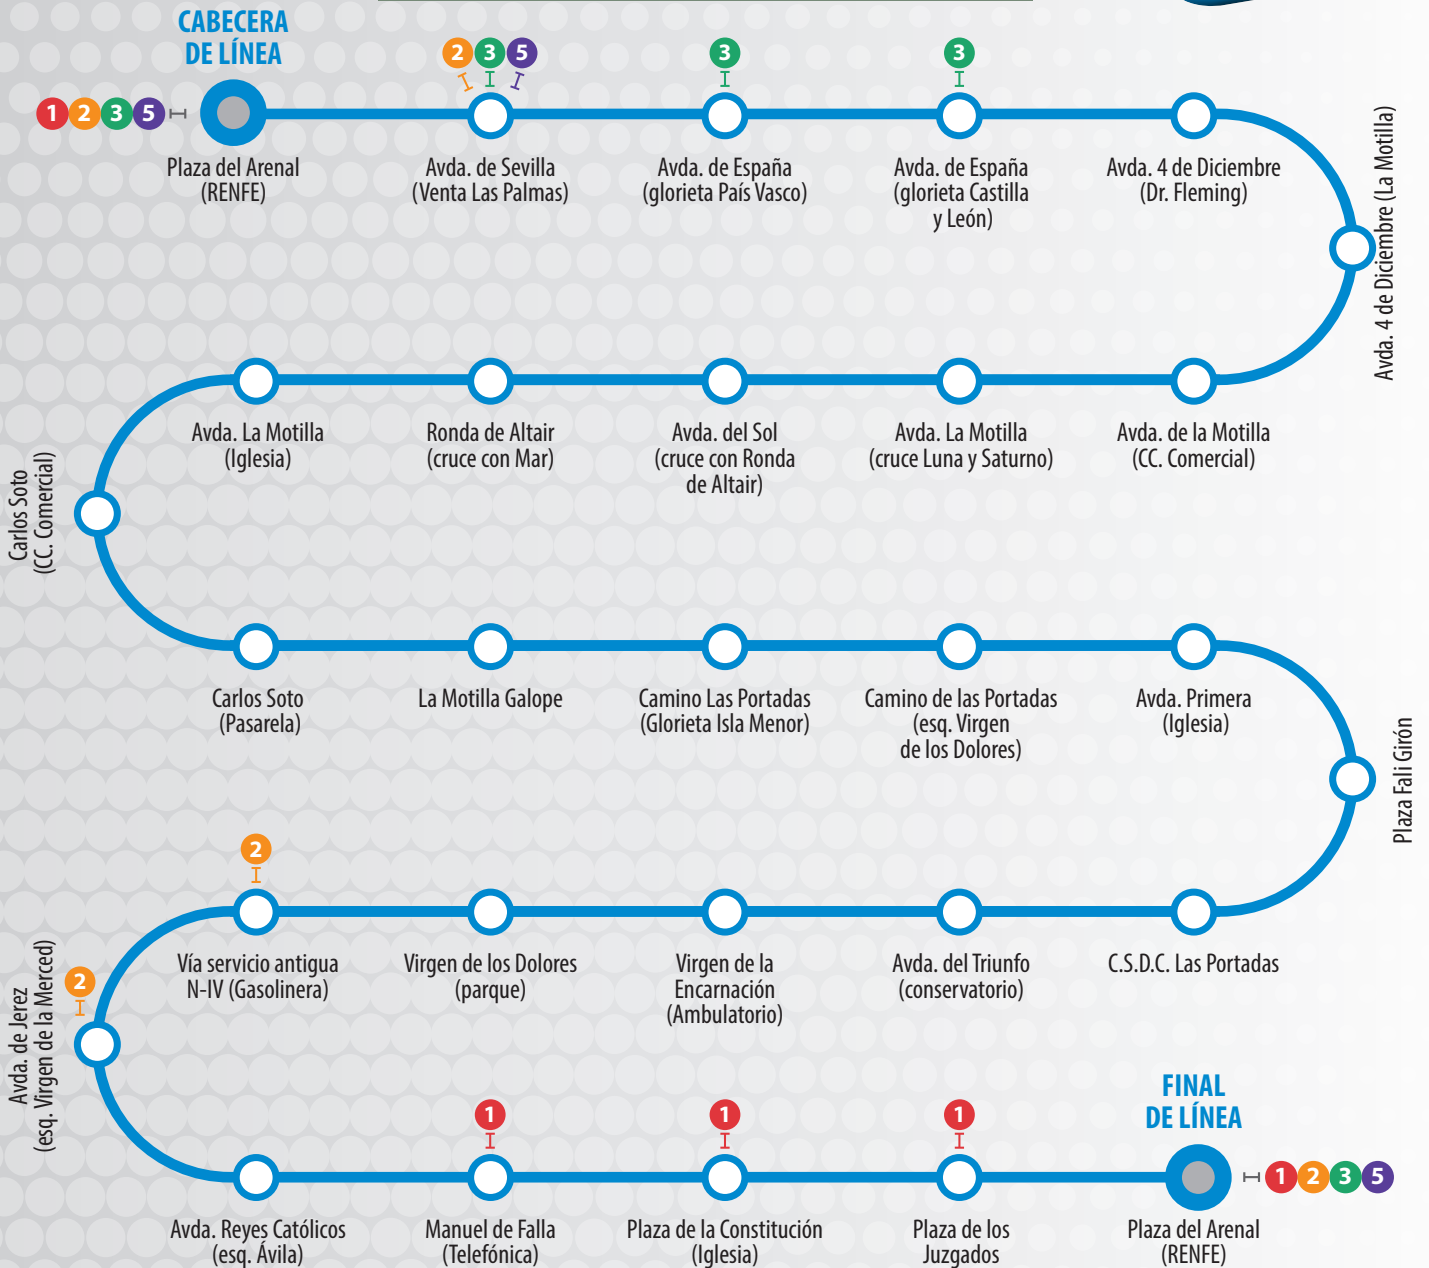 CABECERA
DE LÍNEA
1 2 3 5
Plaza del Arenal
(RENFE)
2 3 5
Avda. de Sevilla
(Venta Las Palmas)
3
Avda. de España
(glorieta País Vasco)
3
Avda. de España
(glorieta Castilla
y León)
Avda. 4 de Diciembre
(Dr. Fleming)
Avda. 4 de Diciembre (La Motilla)
Avda. La Motilla
(Iglesia)
Ronda de Altair
(cruce con Mar)
Avda. del Sol
(cruce con Ronda
de Altair)
Avda. La Motilla
(cruce Luna y Saturno)
Avda. de la Motilla
(CC. Comercial)
Carlos Soto
(CC. Comercial)
Carlos Soto
(Pasarela)
La Motilla Galope
Camino Las Portadas
(Glorieta Isla Menor)
Camino de las Portadas
(esq. Virgen
de los Dolores)
Avda. Primera
(Iglesia)
Plaza Fali Girón
2
Vía servicio antigua
N-IV (Gasolinera)
Virgen de los Dolores
(parque)
Virgen de la
Encarnación
(Ambulatorio)
Avda. del Triunfo
(conservatorio)
C.S.D.C. Las Portadas
Avda. de Jerez
(esq. Virgen de la Merced)
2
Avda. Reyes Católicos
(esq. Ávila)
1
Manuel de Falla
(Telefónica)
1
Plaza de la Constitución
(Iglesia)
1
Plaza de los
Juzgados
FINAL
DE LÍNEA
1 2 3 5
Plaza del Arenal
(RENFE)